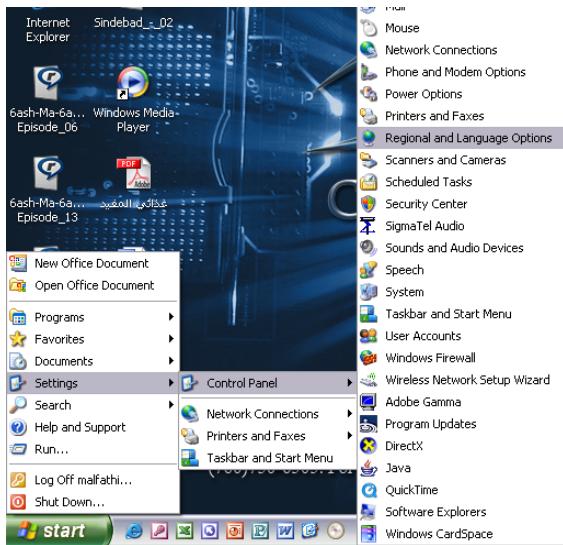 Internet
Explorer
Sindebad_-_02
6ash-Ma-6a...
Episode_06
Windows Media
Player
6ash-Ma-6a...
Episode_13
PDF
Adobe
غذائي المفيد
New Office Document
Open Office Document
Programs
Favorites
Documents
Settings
Search
Help and Support
Run...
Log Off malfathi...
Shut Down...
start
Control Panel
Network Connections
Printers and Faxes
Taskbar and Start Menu
Mail
Mouse
Network Connections
Phone and Modem Options
Power Options
Printers and Faxes
Regional and Language Options
Scanners and Cameras
Scheduled Tasks
Security Center
SigmaTel Audio
Sounds and Audio Devices
Speech
System
Taskbar and Start Menu
User Accounts
Windows Firewall
Wireless Network Setup Wizard
Adobe Gamma
Program Updates
DirectX
Java
QuickTime
Software Explorers
Windows CardSpace